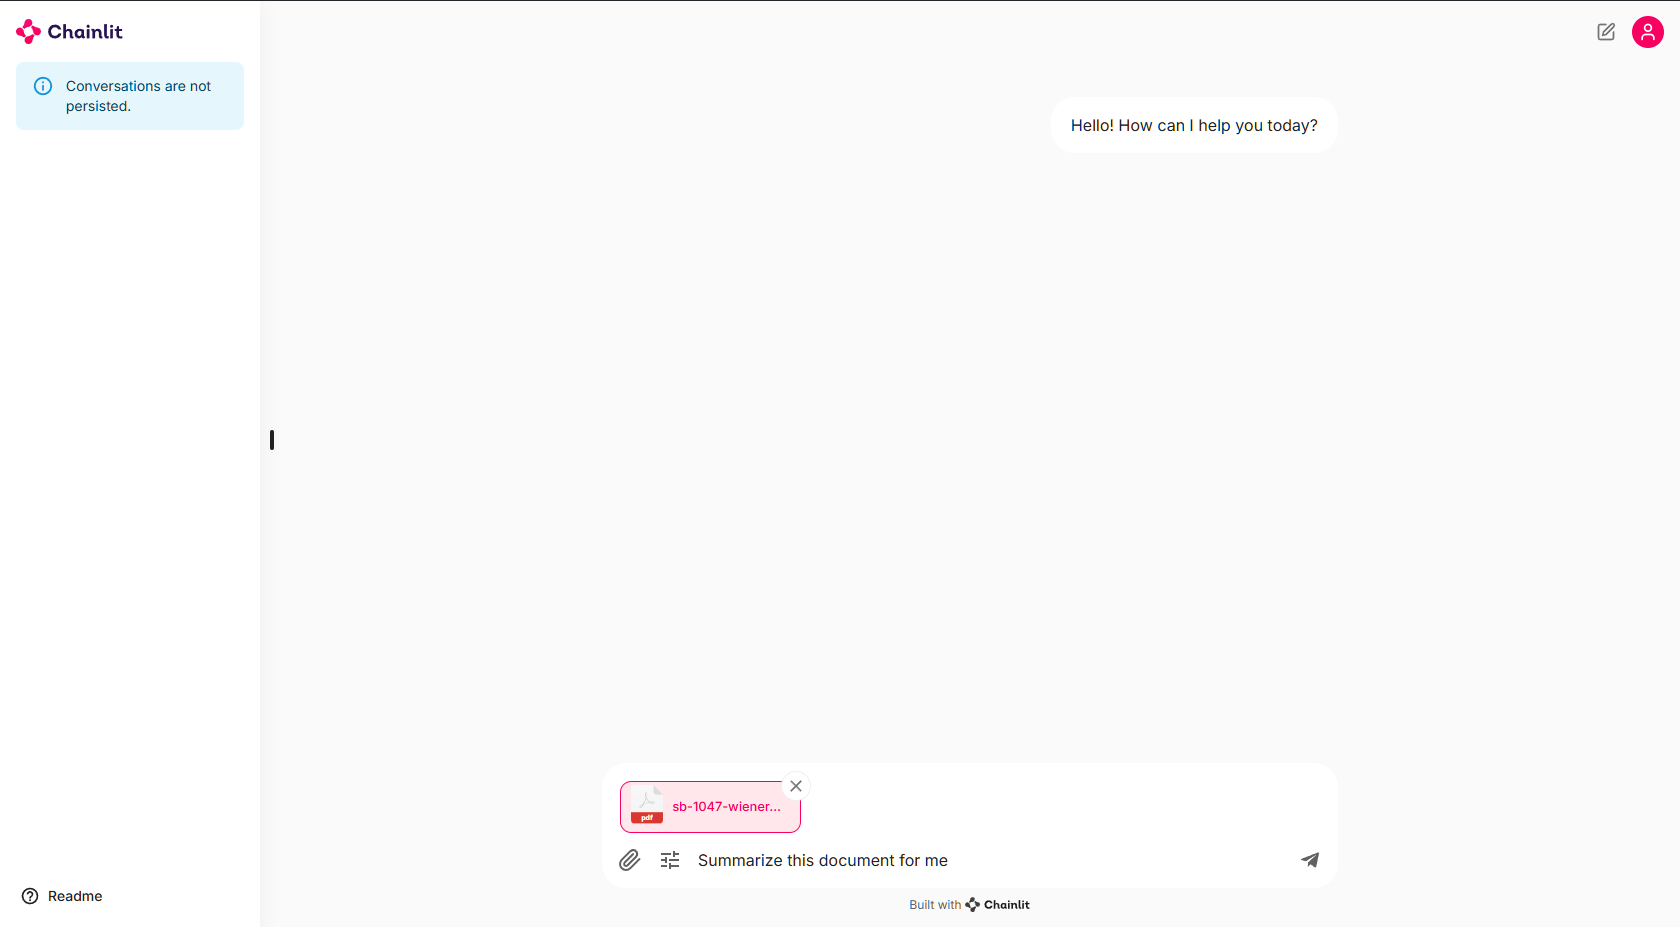 Chainlit
Conversations are not
persisted.
Hello! How can I help you today?
pdf
sb-1047-wiener...
Summarize this document for me
Readme
Built with Chainlit